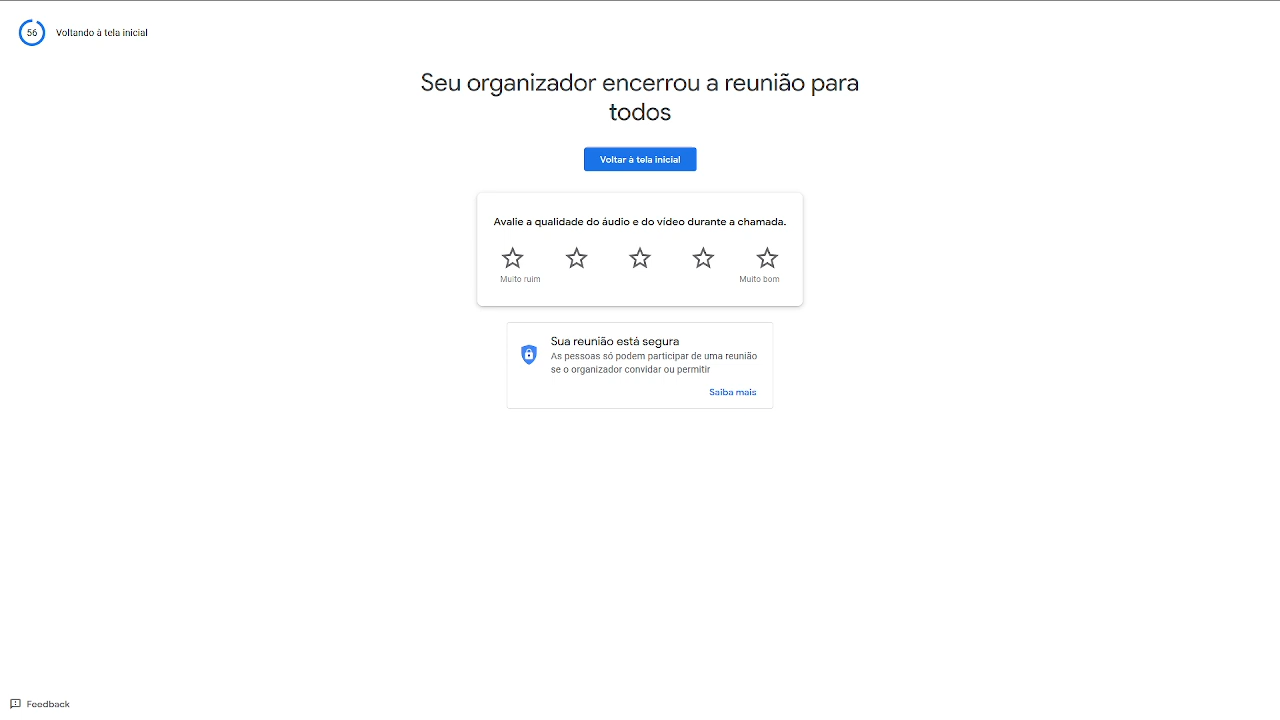 56
Voltando à tela inicial
Seu organizador encerrou a reunião para
todos
Voltar à tela inicial
Avalie a qualidade do áudio e do vídeo durante a chamada.
Muito ruim
Muito bom
Sua reunião está segura
As pessoas só podem participar de uma reunião
se o organizador convidar ou permitir
Saiba mais
Feedback